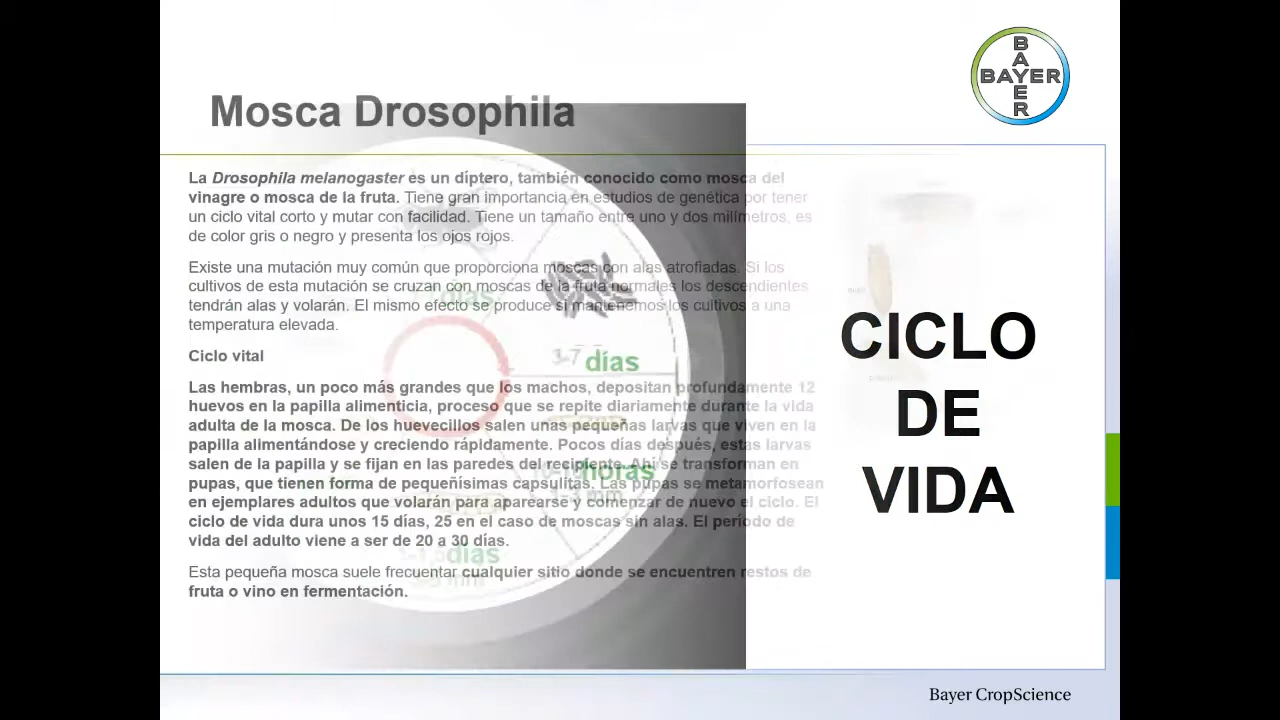 BAYER
BAYER
Mosca Drosophila
La Drosophila melanogaster es un díptero, también conocido como mosca del
vinagre o mosca de la fruta. Tiene gran importancia en estudios de genética por tener
un ciclo vital corto y mutar con facilidad. Tiene un tamaño entre uno y dos milímetros, es
de color gris o negro y presenta los ojos rojos.
Existe una mutación muy común que proporciona moscas con alas atrofiadas. Si los
cultivos de esta mutación se cruzan con moscas de la fruta normales los descendientes
tendrán alas y volarán. El mismo efecto se produce si mantenemos los cultivos a una
temperatura elevada.
Ciclo vital
Las hembras, un poco más grandes que los machos, depositan profundamente 12
huevos en la papilla alimenticia, proceso que se repite diariamente durante la vida
adulta de la mosca. De los huevecillos salen unas pequeñas larvas que viven en la
papilla alimentándose y creciendo rápidamente. Pocos días después, estas larvas
salen de la papilla y se fijan en las paredes del recipiente. Ahi se transforman en
pupas, que tienen forma de pequeñísimas capsulitas. Las pupas se metamorfosean
en ejemplares adultos que volarán para aparearse y comenzar de nuevo el ciclo. El
ciclo de vida dura unos 15 días, 25 en el caso de moscas sin alas. El período de
vida del adulto viene a ser de 20 a 30 días.
Esta pequeña mosca suele frecuentar cualquier sitio donde se encuentren restos de
fruta o vino en fermentación.
días
3-7 días
horas
días
CICLO
DE
VIDA
Bayer CropScience